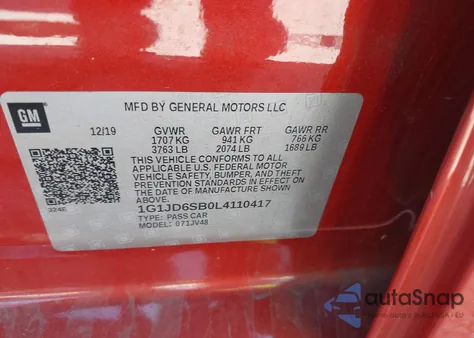 GM
MFD BY GENERAL MOTORS LLC
12/19 GVWR GAWR FRT GAWR RR
1707 KG 941 KG 766 KG
3763 LB 2074 LB 1689 LB
THIS VEHICLE CONFORMS TO ALL
APPLICABLE U.S. FEDERAL MOTOR
VEHICLE SAFETY, BUMPER, AND THEFT
PREVENTION STANDARDS IN EFFECT
ON THE DATE OF MANUFACTURE SHOWN
ABOVE.
324E 1G1JD6SB0L4110417
TYPE: PASS CAR
MODEL: 071JV48
autoSnap